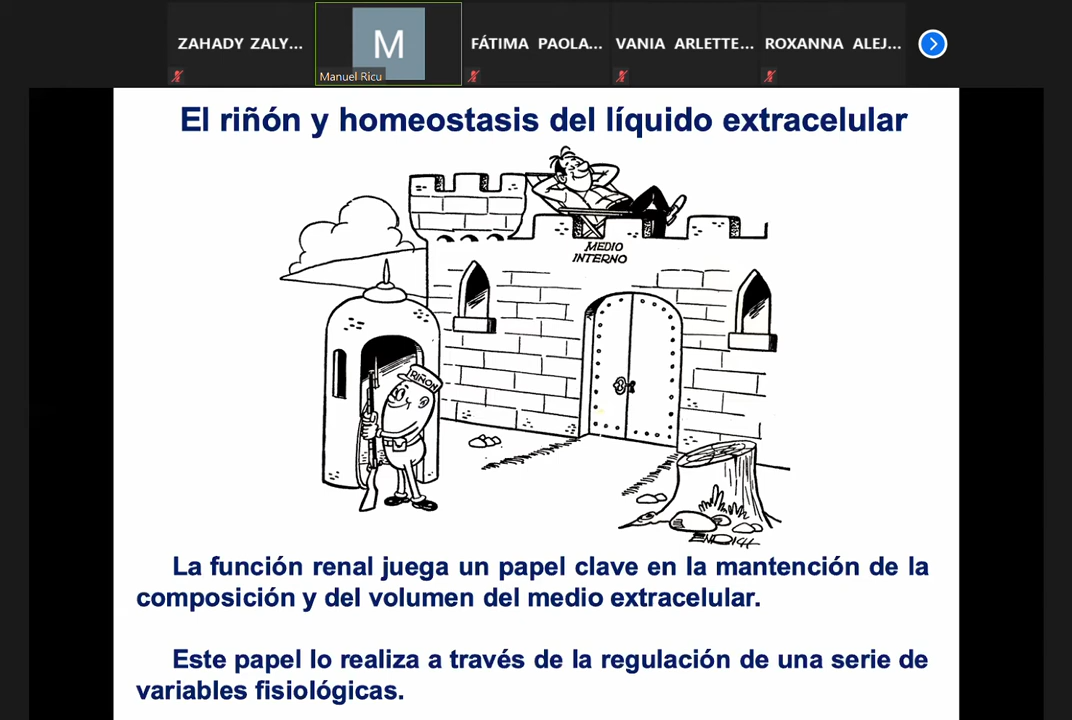 ZAHADY ZALY...
M
Manuel Ricu
FÁTIMA PAOLA...
VANIA ARLETTE...
ROXANNA ALEJ...
El riñón y homeostasis del líquido extracelular
MEDIO
INTERNO
RIÑON
ENDICH
La función renal juega un papel clave en la mantención de la
composición y del volumen del medio extracelular.
Este papel lo realiza a través de la regulación de una serie de
variables fisiológicas.